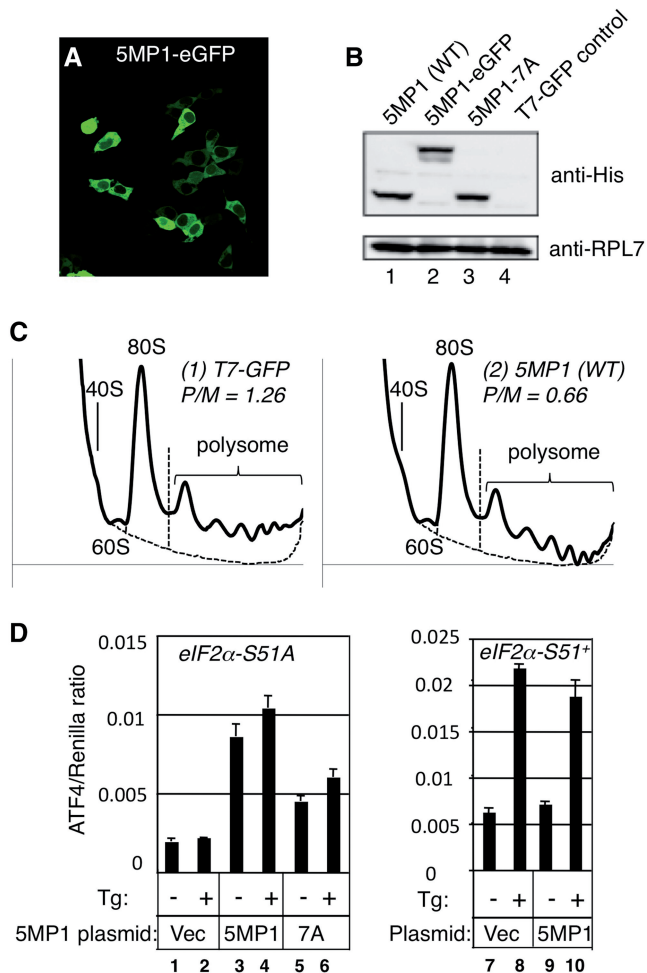 A
5MP1-eGFP
B
5MP1 (WT)
5MP1-eGFP
5MP1-7A
T7-GFP control
anti-His
anti-RPL7
1 2 3 4
C
80S
40S
(1) T7-GFP
P/M = 1.26
polysome
60S
80S
40S
(2) 5MP1 (WT)
P/M = 0.66
polysome
60S
D
ATF4/Renilla ratio
0.015
0.01
0.005
0
eIF2α-S51A
Tg: - + - + - +
5MP1 plasmid: Vec 5MP1 7A
1 2 3 4 5 6
0.025
0.02
0.015
0.01
0.005
0
eIF2α-S51⁺
Tg: - + - +
Plasmid: Vec 5MP1
7 8 9 10